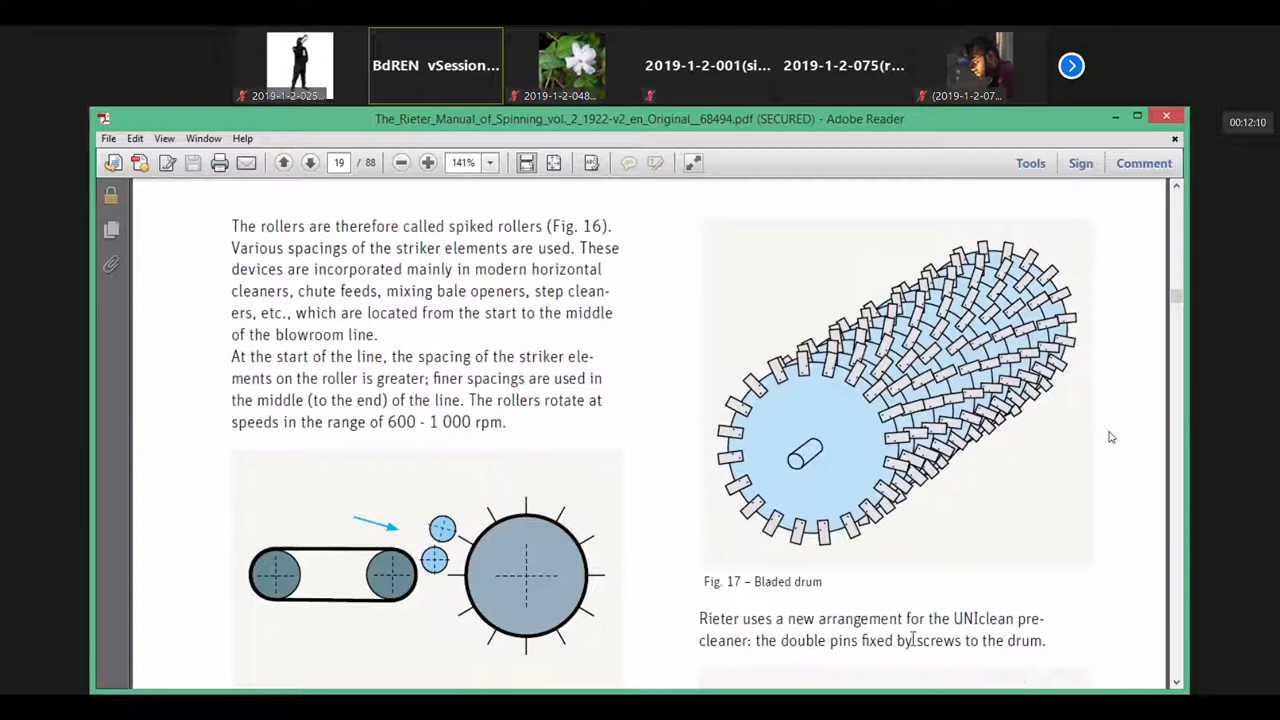 BdREN vSession...
2019-1-2-001(si...
2019-1-2-075(r...
2019-1-2-025...
2019-1-2-048...
(2019-1-2-07...
00:12:10
The_Rieter_Manual_of_Spinning_vol._2_1922-v2_en_Original__68494.pdf (SECURED) - Adobe Reader
File Edit View Window Help
19 / 88
141%
Tools Sign Comment
The rollers are therefore called spiked rollers (Fig. 16).
Various spacings of the striker elements are used. These
devices are incorporated mainly in modern horizontal
cleaners, chute feeds, mixing bale openers, step clean-
ers, etc., which are located from the start to the middle
of the blowroom line.
At the start of the line, the spacing of the striker ele-
ments on the roller is greater; finer spacings are used in
the middle (to the end) of the line. The rollers rotate at
speeds in the range of 600 - 1 000 rpm.
Fig. 17 – Bladed drum
Rieter uses a new arrangement for the UNIclean pre-
cleaner: the double pins fixed by screws to the drum.